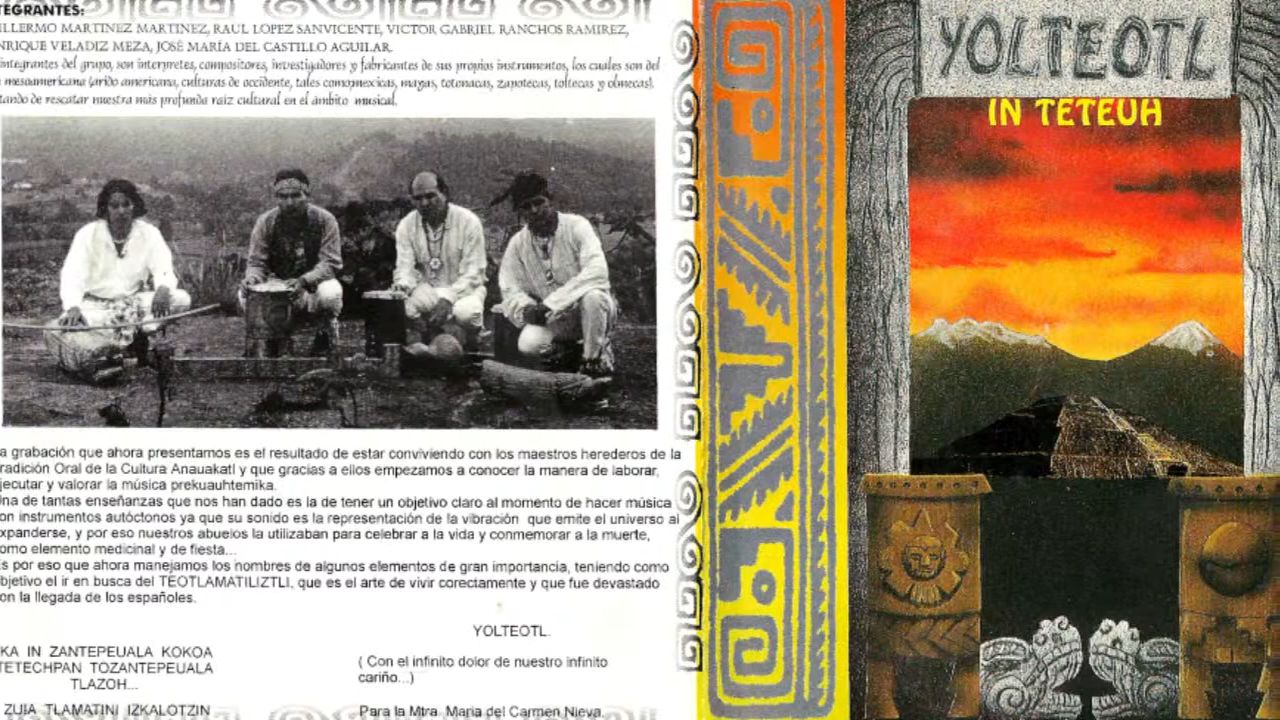 TEGRANTES:
ILLERMO MARTINEZ MARTINEZ, RAUL LOPEZ SANVICENTE, VICTOR GABRIEL RANCHOS RAMIREZ,
NRIQUE VELADIZ MEZA, JOSÉ MARÍA DEL CASTILLO AGUILAR.
integrantes del grupo, son interpretes, compositores, investigadores y fabricantes de sus propios instrumentos, los cuales son del
mesoamericana (arido americana, culturas de occidente, tales comomexicas, mayas, totonacas, zapotecas, toltecas y olmecas),
tando de rescatar nuestra más profunda raiz cultural en el ámbito musical.
a grabación que ahora presentamos es el resultado de estar conviviendo con los maestros herederos de la
radición Oral de la Cultura Anauakatl y que gracias a ellos empezamos a conocer la manera de laborar,
jecutar y valorar la música prekuauhtemika.
na de tantas enseñanzas que nos han dado es la de tener un objetivo claro al momento de hacer música
on instrumentos autóctonos ya que su sonido es la representación de la vibración que emite el universo al
xpanderse, y por eso nuestros abuelos la utilizaban para celebrar a la vida y conmemorar a la muerte,
omo elemento medicinal y de fiesta...
s por eso que ahora manejamos los nombres de algunos elementos de gran importancia, teniendo como
bjetivo el ir en busca del TEOTLAMATILIZTLI, que es el arte de vivir corectamente y que fue devastado
on la llegada de los españoles.
YOLTEOTL.
KA IN ZANTEPEUALA KOKOA
TETECHPAN TOZANTEPEUALA
TLAZOH...
ZUIA TLAMATINI IZKALOTZIN
( Con el infinito dolor de nuestro infinito
cariño...)
Para la Mtra. Maria del Carmen Nieva.
YOLTEOTL
IN TETEUH